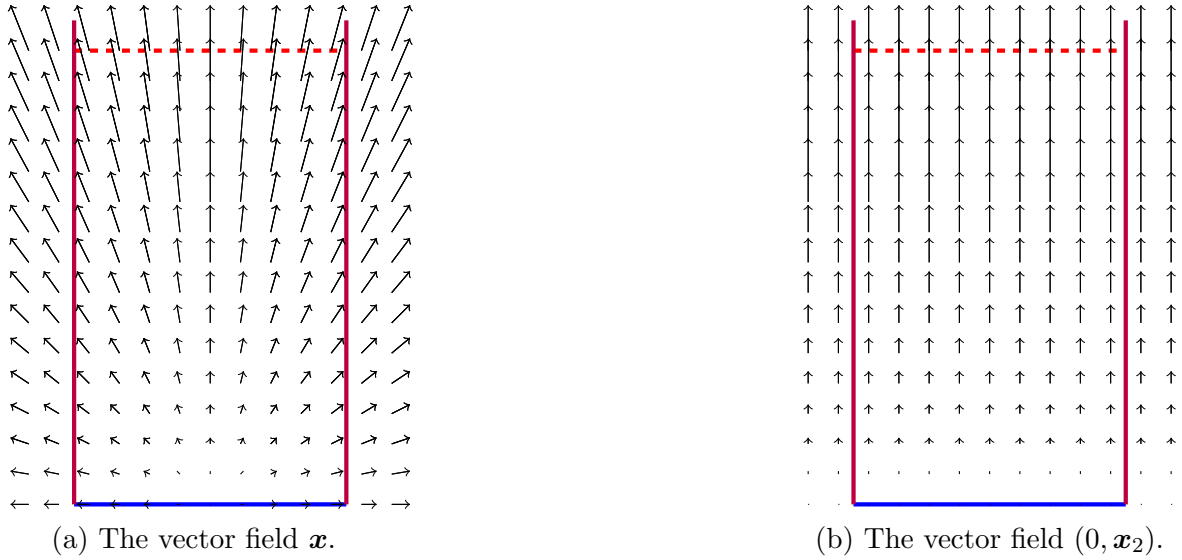 (a) The vector field 𝒙.
(b) The vector field (0, 𝒙₂).